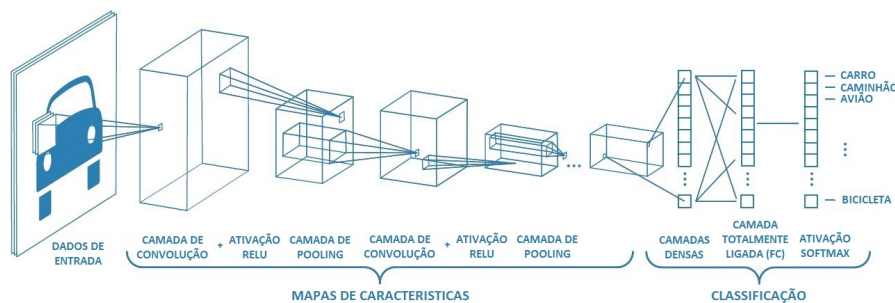 CARRO
CAMINHÃO
AVIÃO
BICICLETA
DADOS DE
ENTRADA
CAMADA DE
CONVOLUÇÃO
+
ATIVAÇÃO
RELU
CAMADA DE
POOLING
CAMADA DE
CONVOLUÇÃO
+
ATIVAÇÃO
RELU
CAMADA DE
POOLING
CAMADAS
DENSAS
CAMADA
TOTALMENTE
LIGADA (FC)
ATIVAÇÃO
SOFTMAX
MAPAS DE CARACTERISTICAS
CLASSIFICAÇÃO